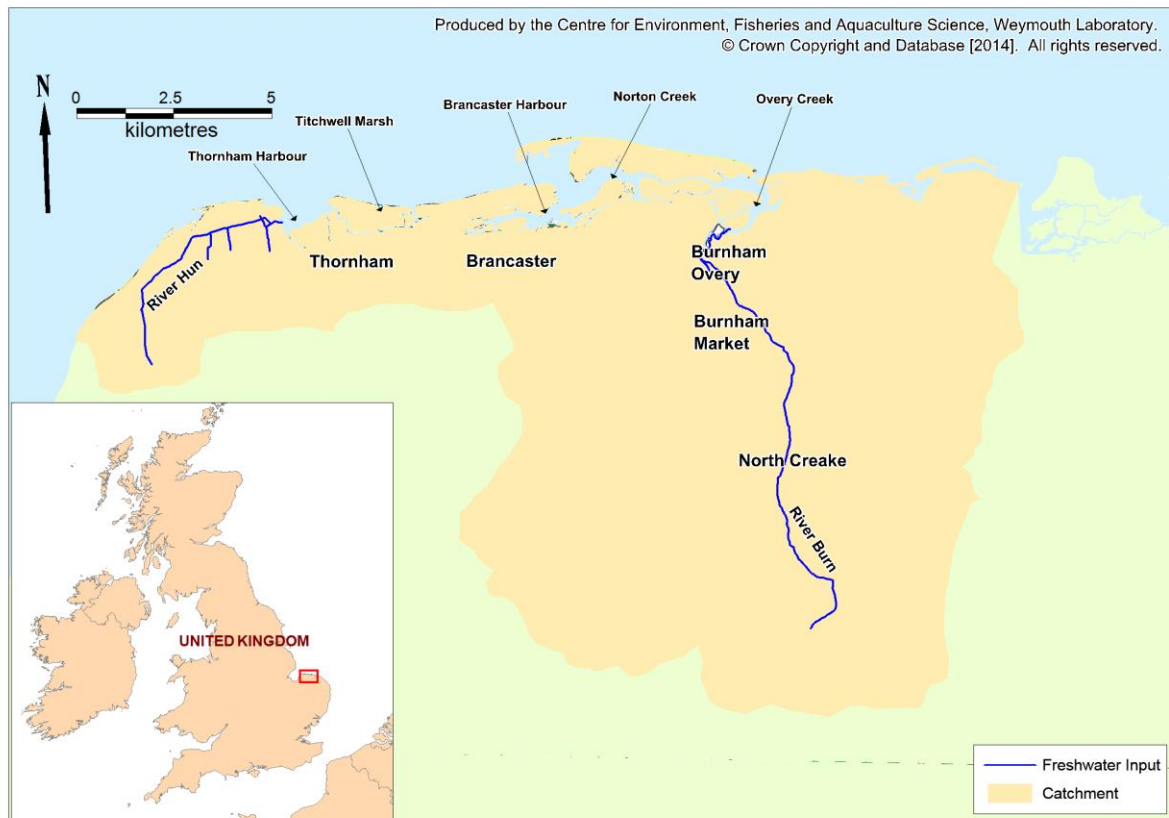 Produced by the Centre for Environment, Fisheries and Aquaculture Science, Weymouth Laboratory.
© Crown Copyright and Database [2014].  All rights reserved.
N
0 2.5 5
kilometres
Thornham Harbour
Titchwell Marsh
Brancaster Harbour
Norton Creek
Overy Creek
River Hun
Thornham
Brancaster
Burnham
Overy
Burnham
Market
North Creake
River Burn
UNITED KINGDOM
Freshwater Input
Catchment